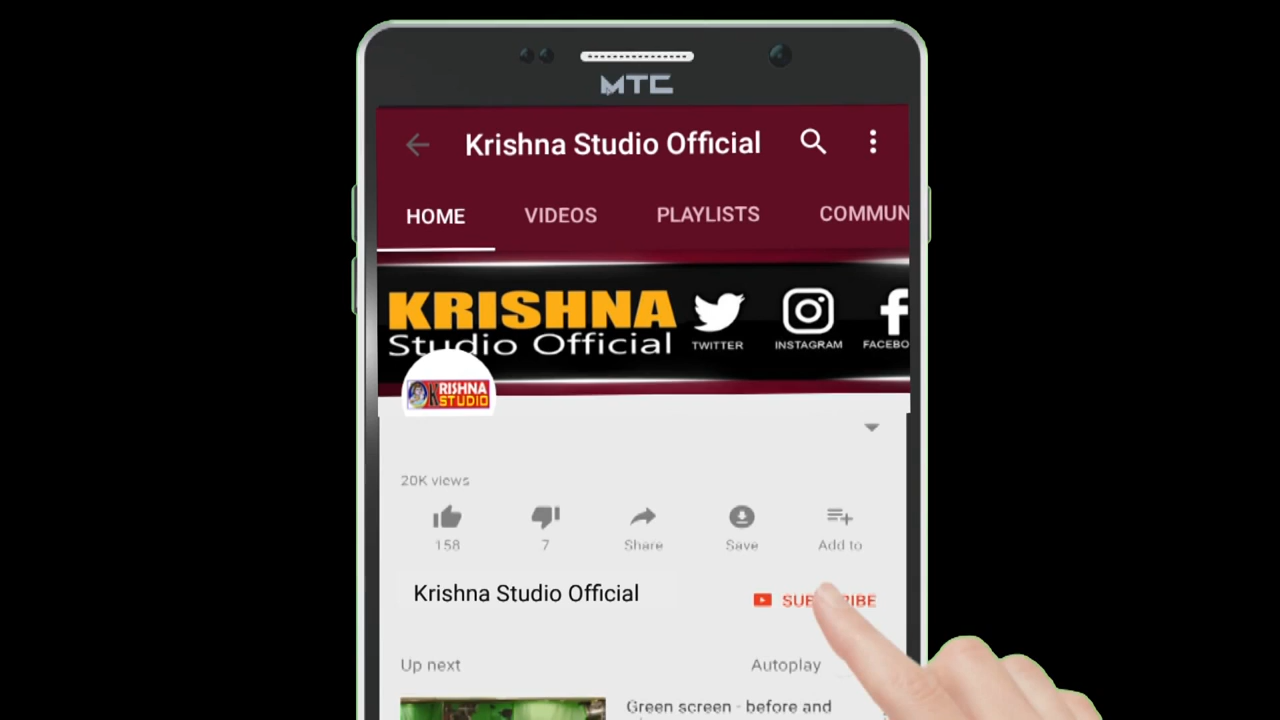 MTC
Krishna Studio Official
HOME VIDEOS PLAYLISTS COMMUN
KRISHNA
Studio Official
TWITTER INSTAGRAM FACEBO
KRISHNA
STUDIO
20K views
158 7 Share Save Add to
Krishna Studio Official
Up next Autoplay
Green screen - before and